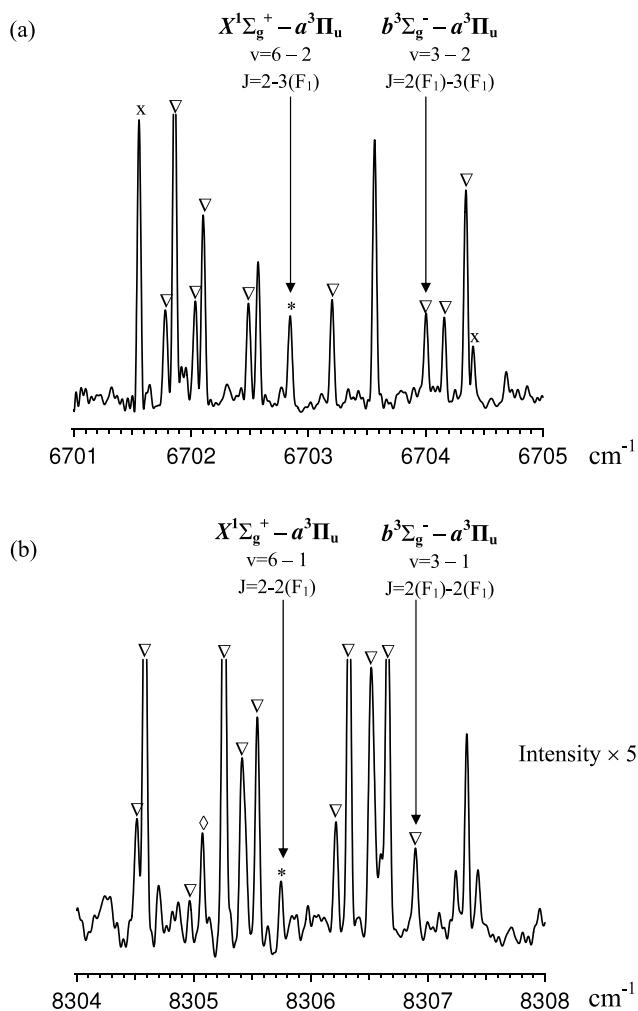 (a)
X¹Σg⁺ – a³Πu b³Σg⁻ – a³Πu
v=6 – 2 v=3 – 2
J=2-3(F₁) J=2(F₁)-3(F₁)
x
*
x
6701 6702 6703 6704 6705 cm⁻¹
(b)
X¹Σg⁺ – a³Πu b³Σg⁻ – a³Πu
v=6 – 1 v=3 – 1
J=2-2(F₁) J=2(F₁)-2(F₁)
Intensity × 5
*
8304 8305 8306 8307 8308 cm⁻¹